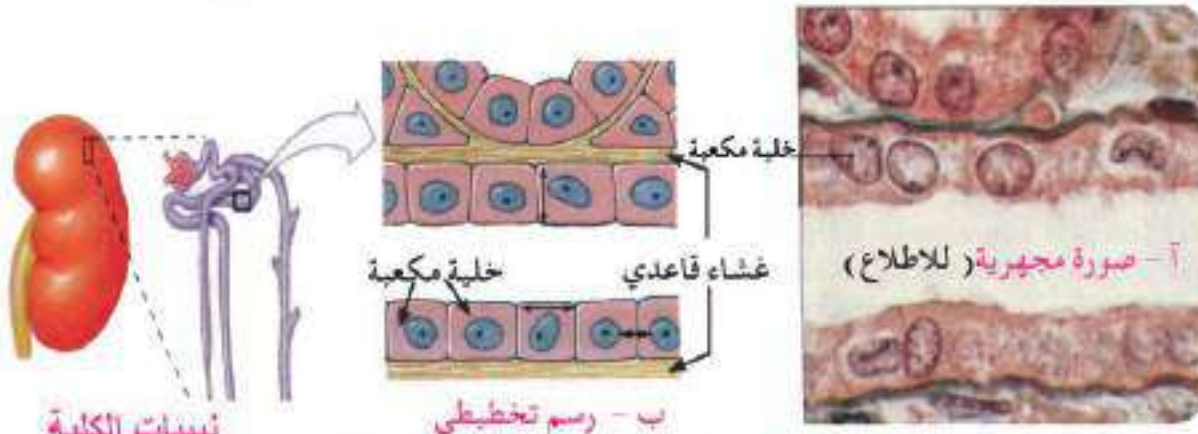 خلية مكعبة
آ - صورة مجهرية (للاطلاع)
غشاء قاعدي
خلية مكعبة
ب - رسم تخطيطي
نبيبات الكلية